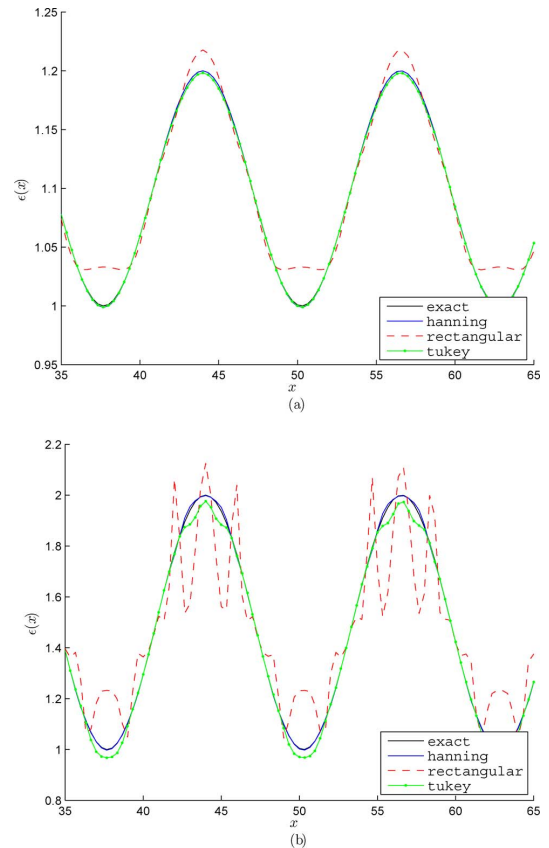 1.25
1.2
1.15
ϵ(x)
1.1
1.05
1
0.95
35 40 45 50 55 60 65
x
exact
hanning
rectangular
tukey
(a)
2.2
2
1.8
1.6
ϵ(x)
1.4
1.2
1
0.8
35 40 45 50 55 60 65
x
exact
hanning
rectangular
tukey
(b)